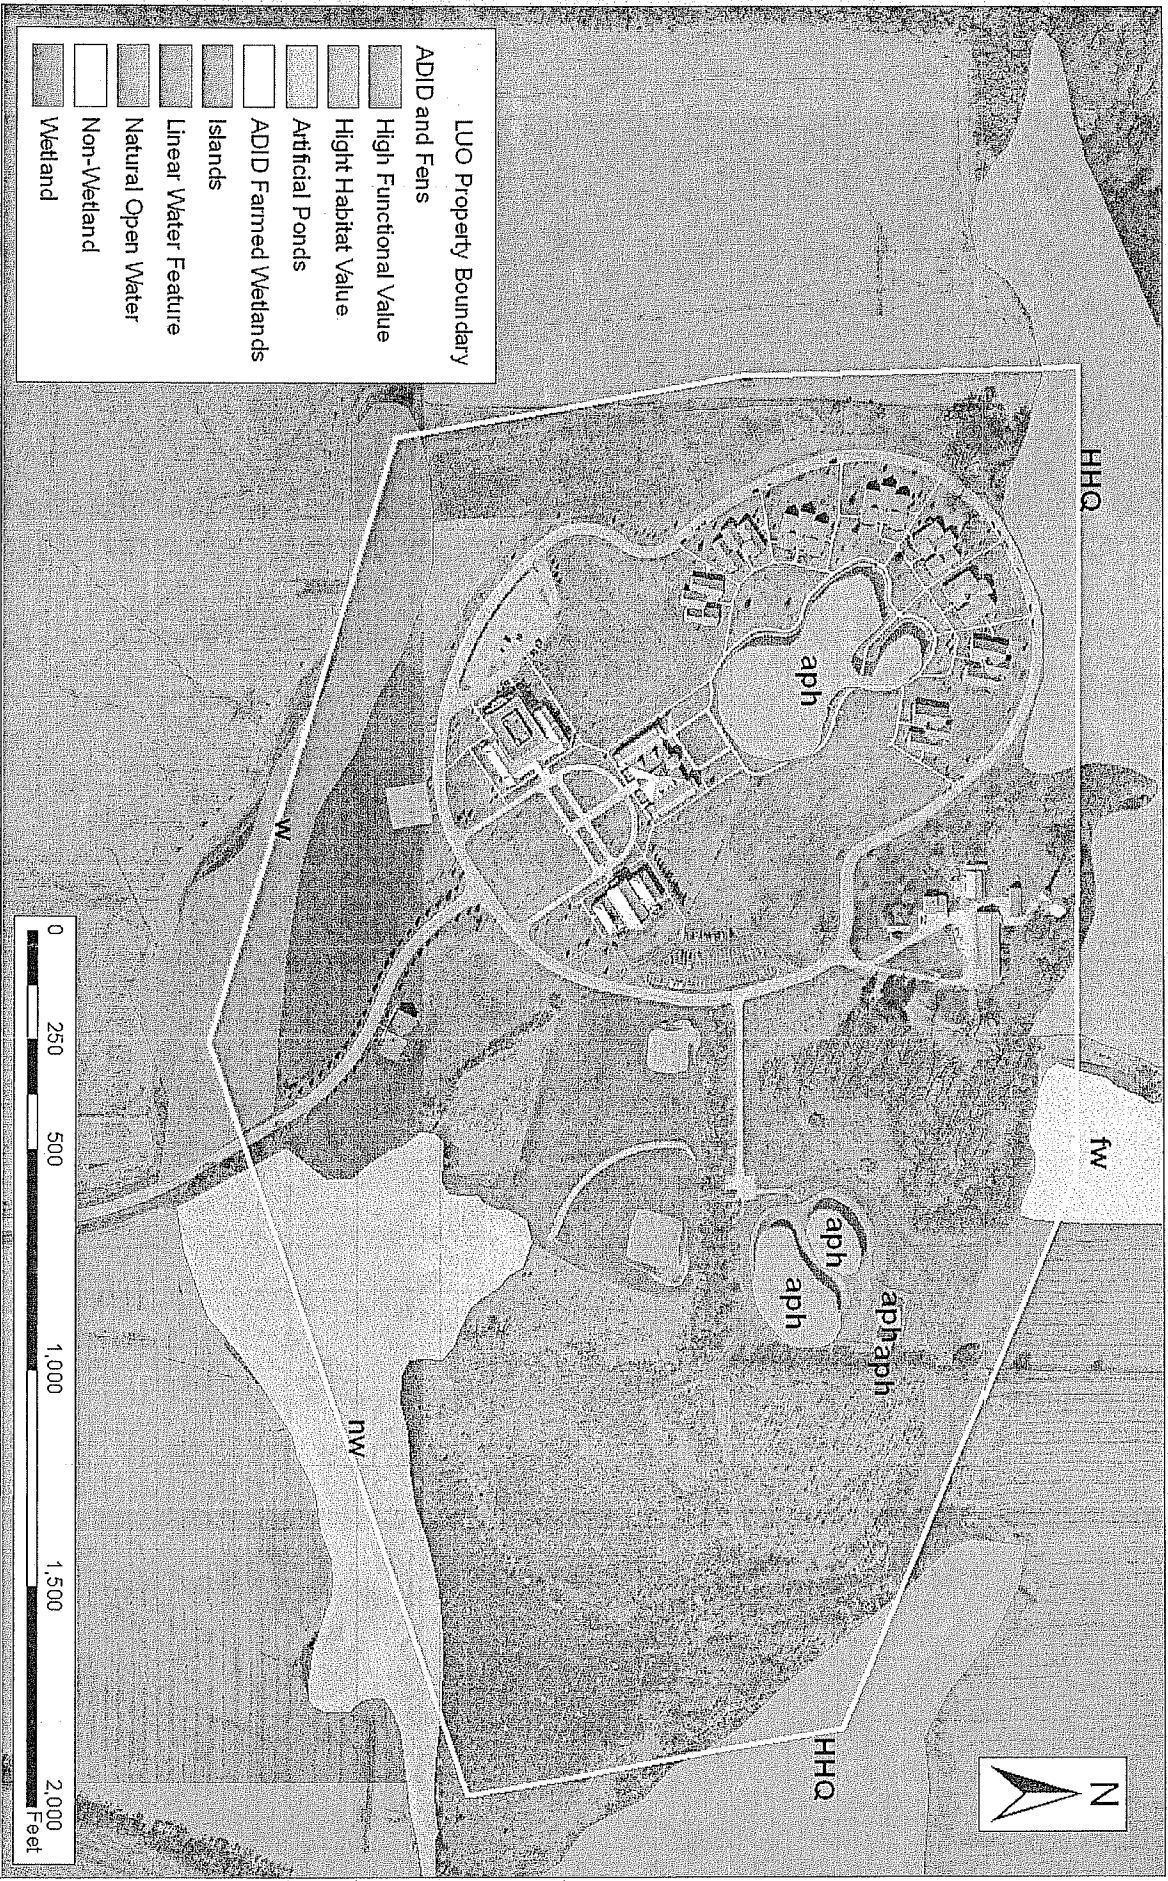 LUO Property Boundary
ADID and Fens
High Functional Value
Hight Habitat Value
Artificial Ponds
ADID Farmed Wetlands
Islands
Linear Water Feature
Natural Open Water
Non-Wetland
Wetland
HHQ
aph
w
fw
aph
aph
aph
aph
nw
HHQ
N
0 250 500 1,000 1,500 2,000
Feet